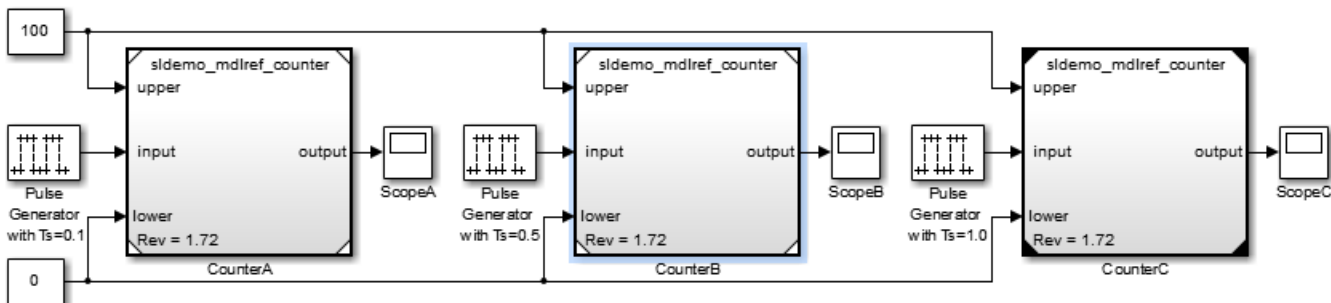 100
sldemo_mdlref_counter
upper
input
output
lower
Rev = 1.72
CounterA
Pulse
Generator
with Ts=0.1
ScopeA
sldemo_mdlref_counter
upper
input
output
lower
Rev = 1.72
CounterB
Pulse
Generator
with Ts=0.5
ScopeB
sldemo_mdlref_counter
upper
input
output
lower
Rev = 1.72
CounterC
Pulse
Generator
with Ts=1.0
ScopeC
0